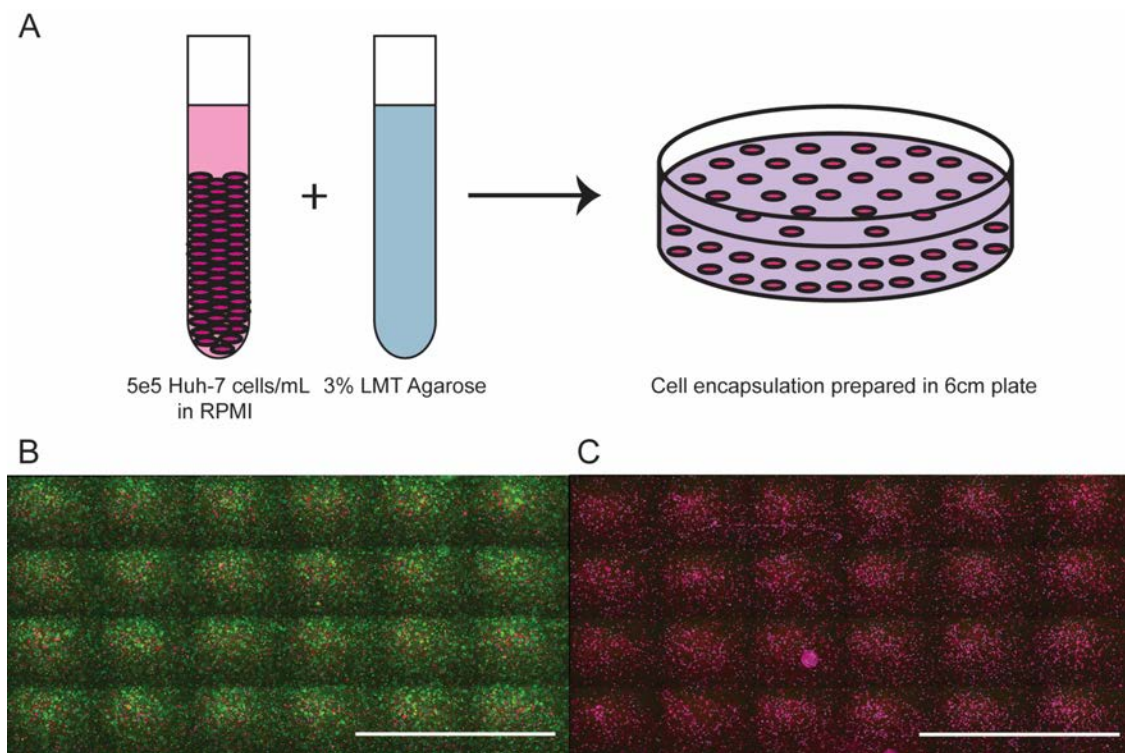 A
+
5e5 Huh-7 cells/mL
in RPMI
3% LMT Agarose
Cell encapsulation prepared in 6cm plate
B
C